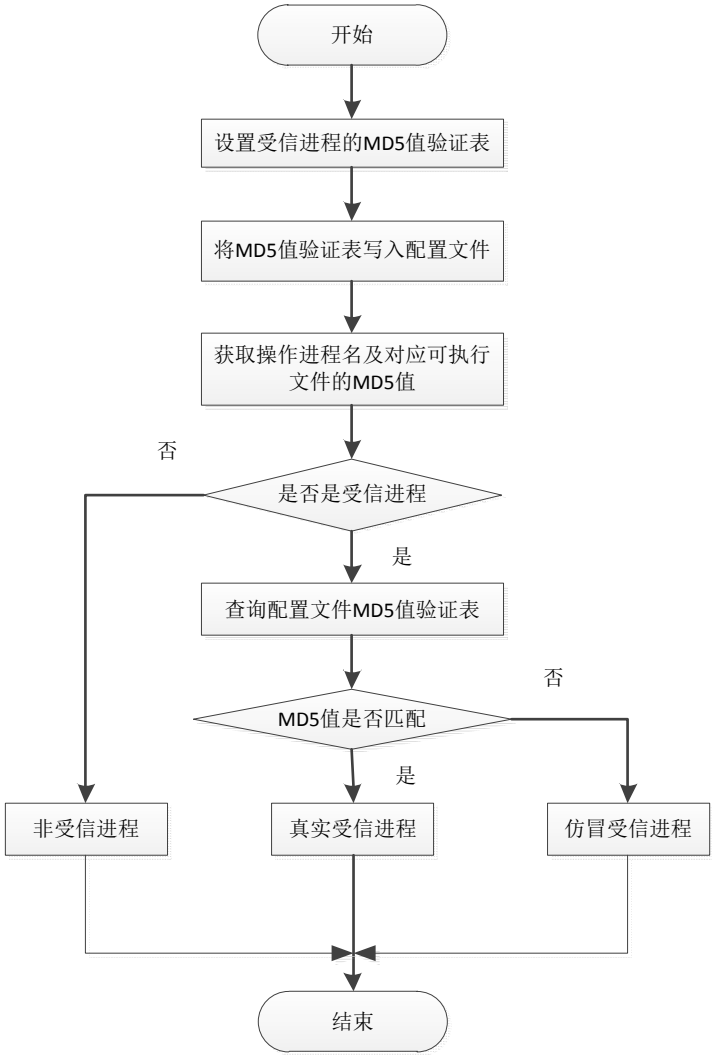 开始
设置受信进程的MD5值验证表
将MD5值验证表写入配置文件
获取操作进程名及对应可执行
文件的MD5值
否
是否是受信进程
是
查询配置文件MD5值验证表
否
MD5值是否匹配
是
非受信进程
真实受信进程
仿冒受信进程
结束